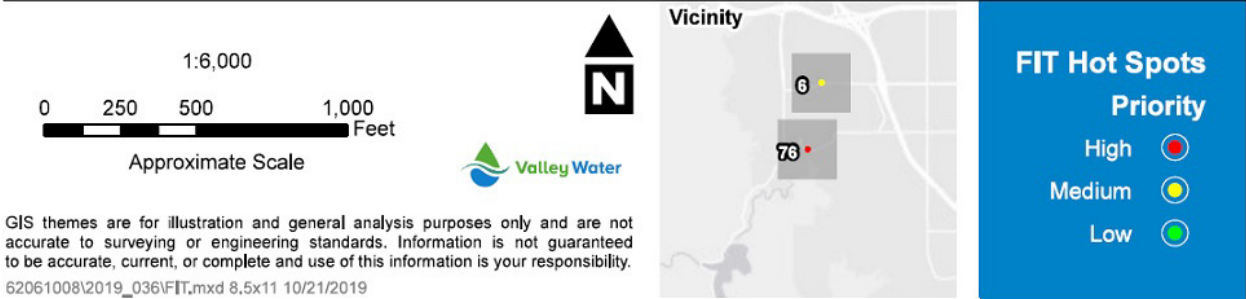 1:6,000
0 250 500 1,000
Feet
Approximate Scale
N
Valley Water
GIS themes are for illustration and general analysis purposes only and are not
accurate to surveying or engineering standards. Information is not guaranteed
to be accurate, current, or complete and use of this information is your responsibility.
62061008\2019_036\FIT.mxd 8.5x11 10/21/2019
Vicinity
6
76
FIT Hot Spots
Priority
High
Medium
Low